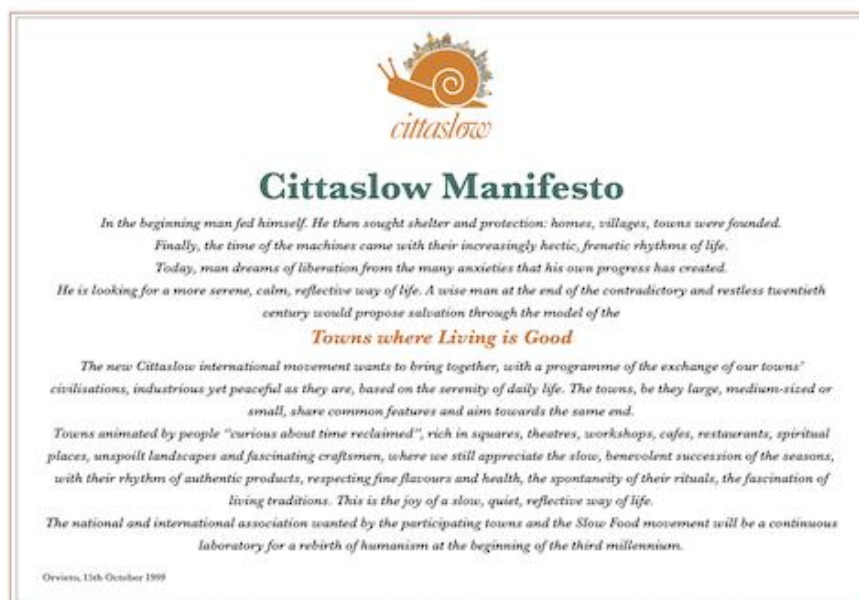 cittaslow
Cittaslow Manifesto
In the beginning man fed himself. He then sought shelter and protection: homes, villages, towns were founded.
Finally, the time of the machines came with their increasingly hectic, frenetic rhythms of life.
Today, man dreams of liberation from the many anxieties that his own progress has created.
He is looking for a more serene, calm, reflective way of life. A wise man at the end of the contradictory and restless twentieth
century would propose salvation through the model of the
Towns where Living is Good
The new Cittaslow international movement wants to bring together, with a programme of the exchange of our towns'
civilisations, industrious yet peaceful as they are, based on the serenity of daily life. The towns, be they large, medium-sized or
small, share common features and aim towards the same end.
Towns animated by people "curious about time reclaimed", rich in squares, theatres, workshops, cafes, restaurants, spiritual
places, unspoilt landscapes and fascinating craftsmen, where we still appreciate the slow, benevolent succession of the seasons,
with their rhythm of authentic products, respecting fine flavours and health, the spontaneity of their rituals, the fascination of
living traditions. This is the joy of a slow, quiet, reflective way of life.
The national and international association wanted by the participating towns and the Slow Food movement will be a continuous
laboratory for a rebirth of humanism at the beginning of the third millennium.
Orvieto, 15th October 1999